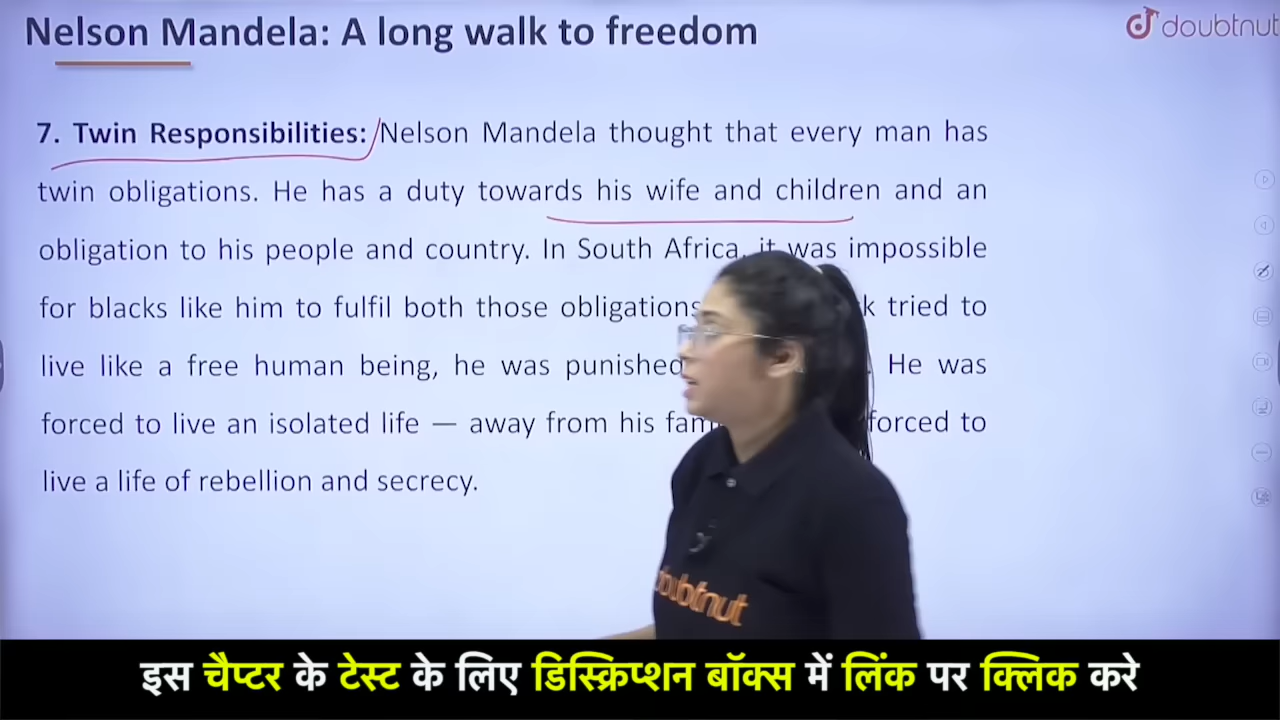 Nelson Mandela: A long walk to freedom
doubtnut
7. Twin Responsibilities: Nelson Mandela thought that every man has
twin obligations. He has a duty towards his wife and children and an
obligation to his people and country. In South Africa, it was impossible
for blacks like him to fulfil both those obligations tried to
live like a free human being, he was punished He was
forced to live an isolated life — away from his forced to
live a life of rebellion and secrecy.
doubtnut
इस चैप्टर के टेस्ट के लिए डिस्क्रिप्शन बॉक्स में लिंक पर क्लिक करे